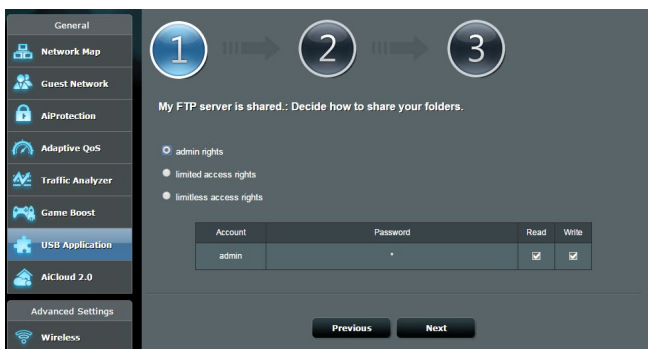 General
Network Map
Guest Network
AiProtection
Adaptive QoS
Traffic Analyzer
Game Boost
USB Application
AiCloud 2.0
Advanced Settings
Wireless
1 2 3
My FTP server is shared.: Decide how to share your folders.
admin rights
limited access rights
limitless access rights
Account Password Read Write
admin *
Previous Next